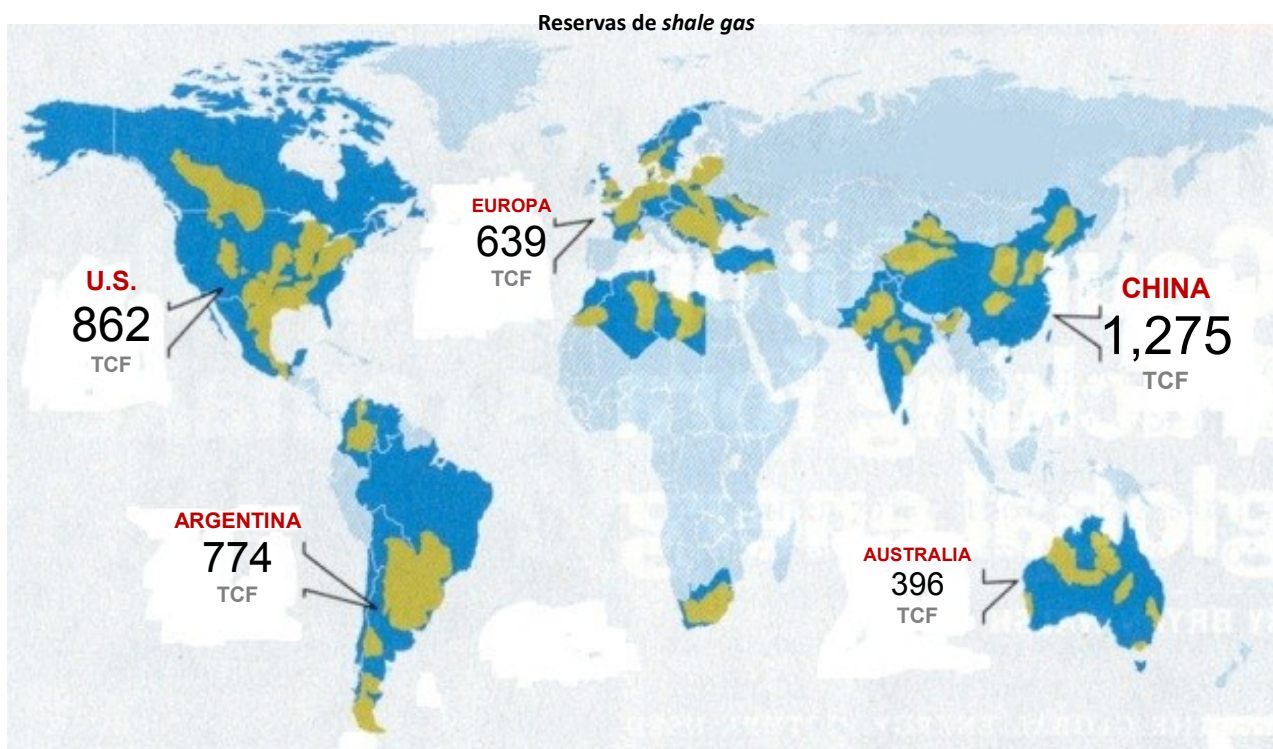 Reservas de shale gas
EUROPA
639
TCF
U.S.
862
TCF
CHINA
1,275
TCF
ARGENTINA
774
TCF
AUSTRALIA
396
TCF